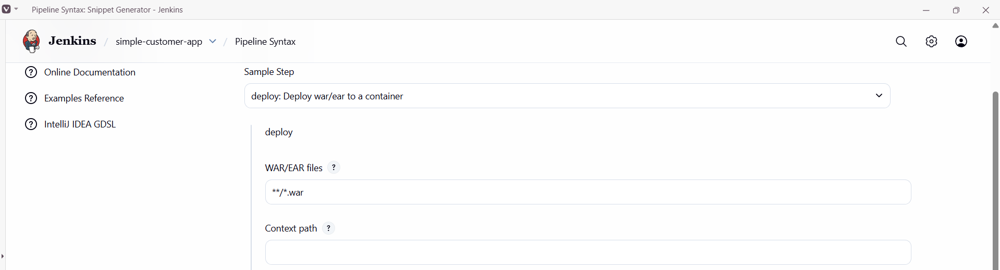 Pipeline Syntax: Snippet Generator - Jenkins
Jenkins / simple-customer-app / Pipeline Syntax
Online Documentation
Examples Reference
IntelliJ IDEA GDSL
Sample Step
deploy: Deploy war/ear to a container
deploy
WAR/EAR files ?
**/*.war
Context path ?